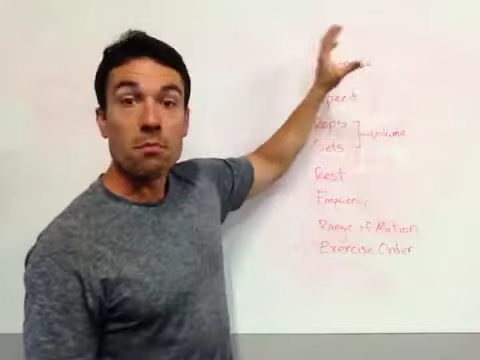 Speed
Reps
Volume
Sets
Rest
Frequency
Range of Motion
Exercise Order